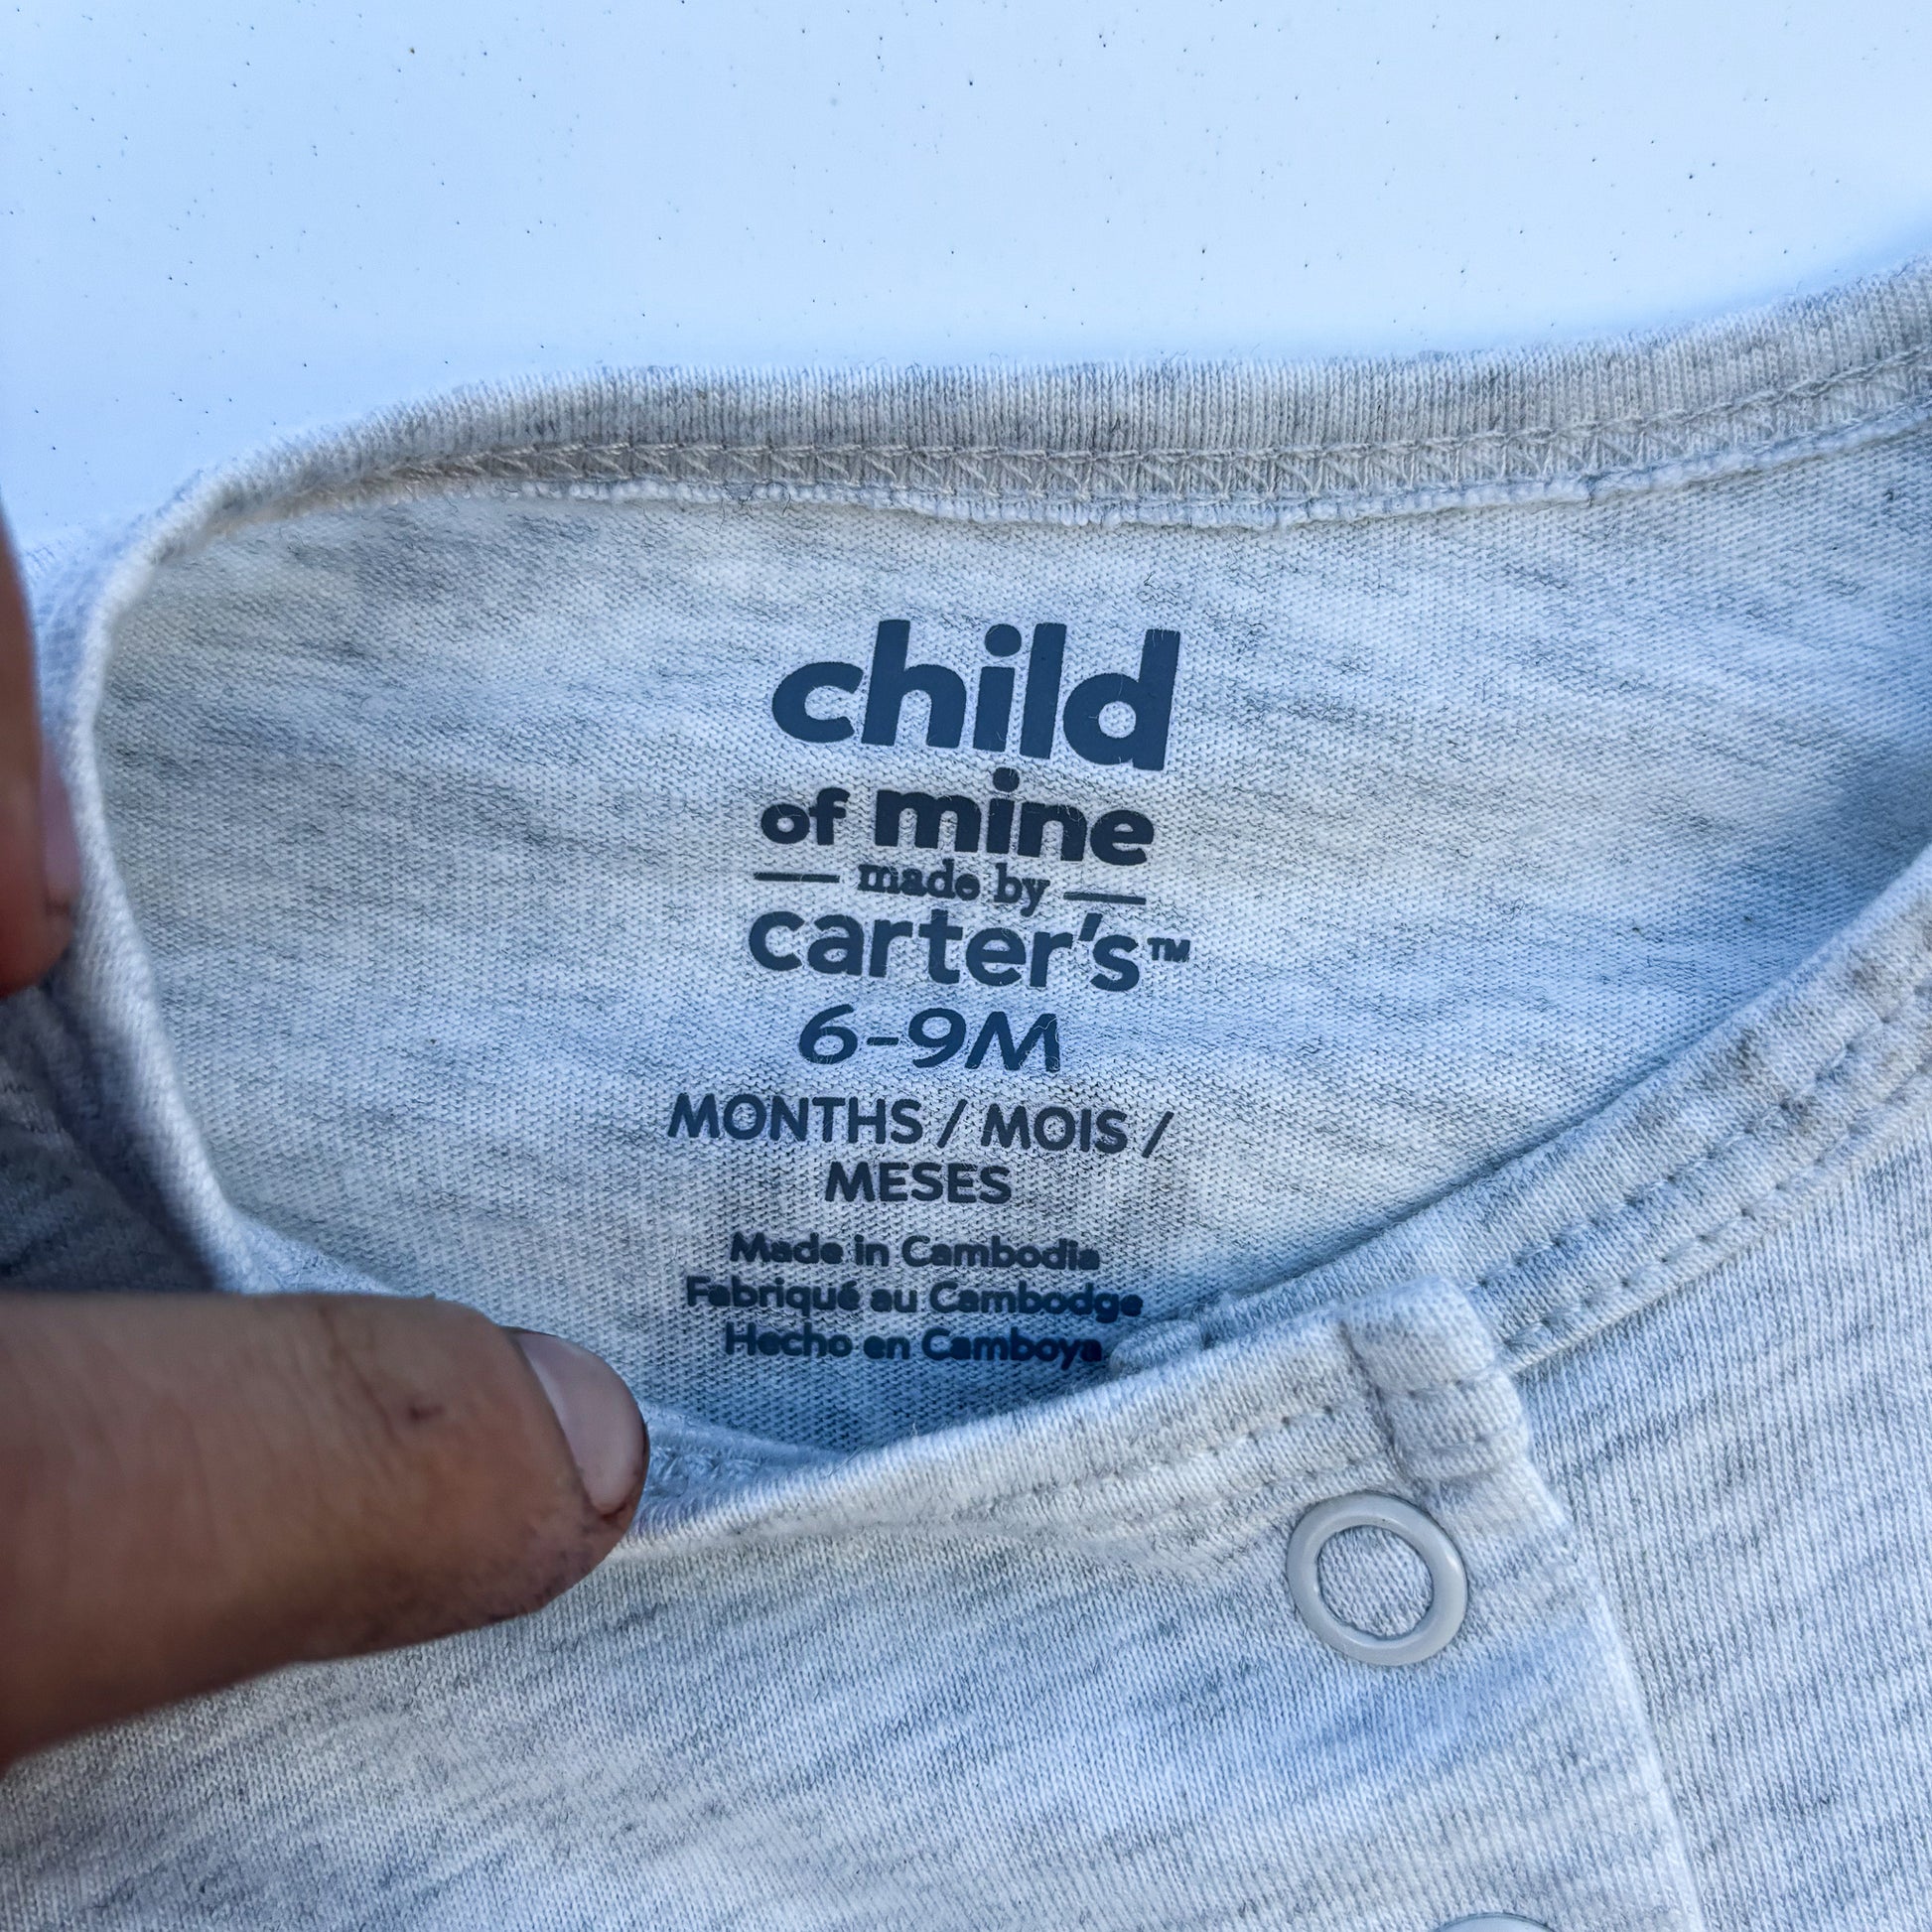 child
of mine
made by
carter's™
6-9M
MONTHS / MOIS /
MESES
Made in Cambodia
Fabriqué au Cambodge
Hecho en Camboya